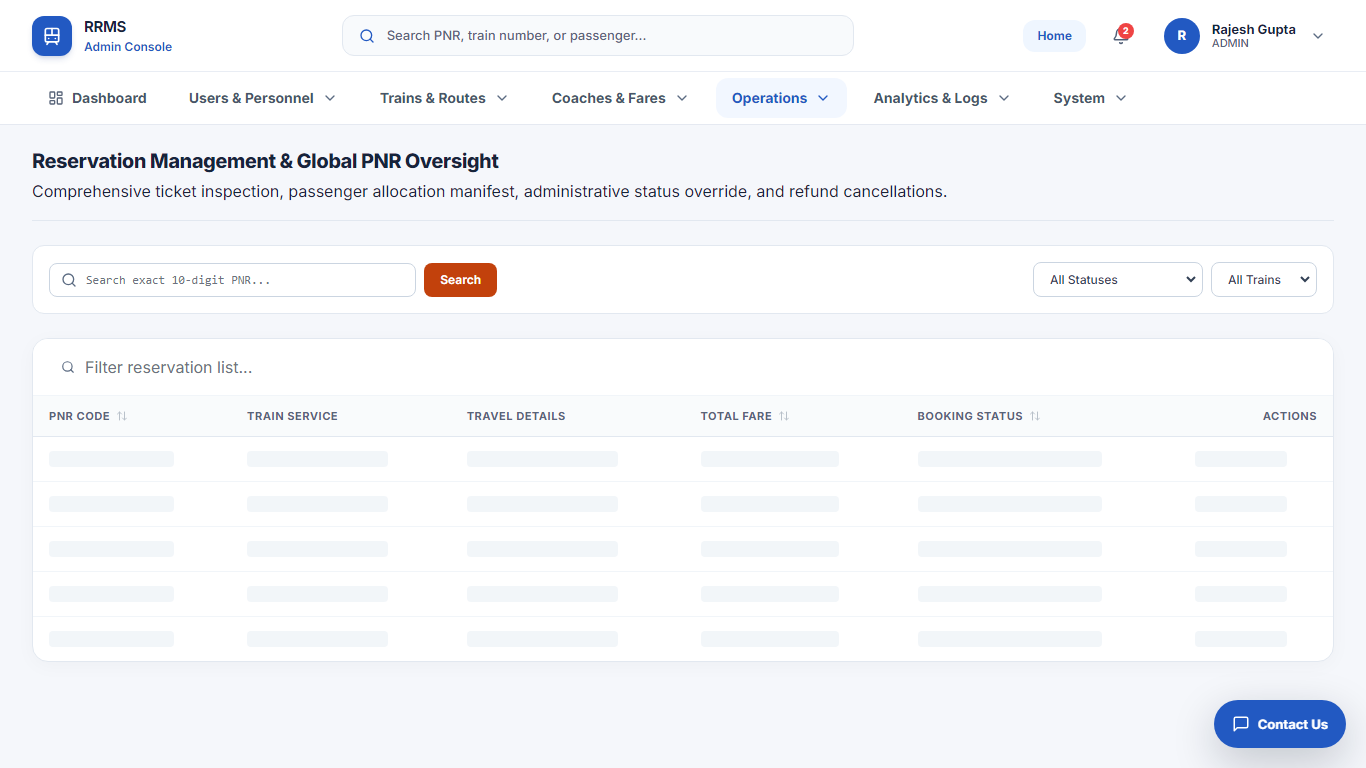 RRMS
Admin Console
Search PNR, train number, or passenger...
Home
2
R
Rajesh Gupta
ADMIN
Dashboard
Users & Personnel
Trains & Routes
Coaches & Fares
Operations
Analytics & Logs
System
Reservation Management & Global PNR Oversight
Comprehensive ticket inspection, passenger allocation manifest, administrative status override, and refund cancellations.
Search exact 10-digit PNR...
Search
All Statuses
All Trains
Filter reservation list...
PNR CODE
TRAIN SERVICE
TRAVEL DETAILS
TOTAL FARE
BOOKING STATUS
ACTIONS
Contact Us